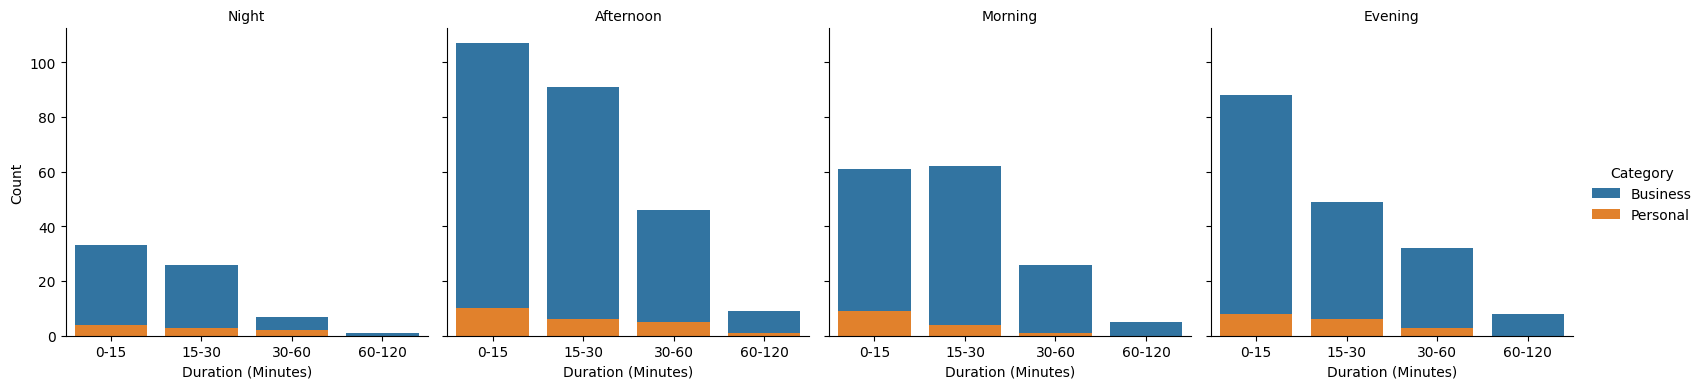 Night
Afternoon
Morning
Evening
Count
100
80
60
40
20
0
0-15 15-30 30-60 60-120
0-15 15-30 30-60 60-120
0-15 15-30 30-60 60-120
0-15 15-30 30-60 60-120
Duration (Minutes)
Duration (Minutes)
Duration (Minutes)
Duration (Minutes)
Category
Business
Personal